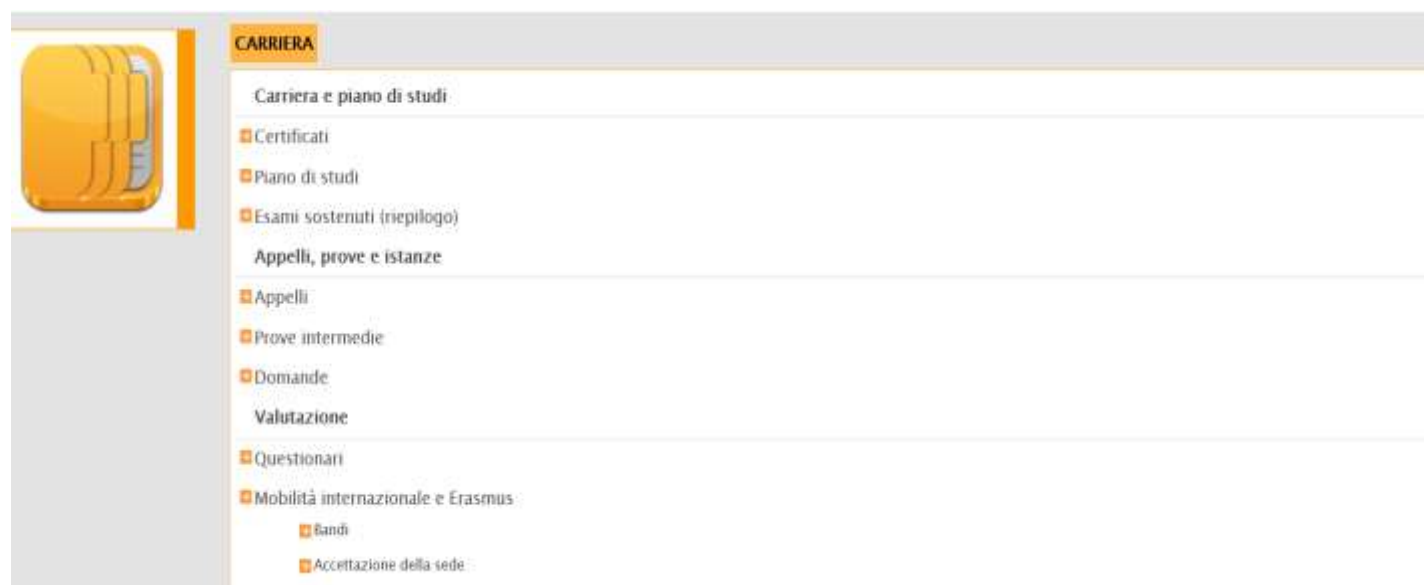 CARRIERA
Carriera e piano di studi
Certificati
Piano di studi
Esami sostenuti (riepilogo)
Appelli, prove e istanze
Appelli
Prove intermedie
Domande
Valutazione
Questionari
Mobilità internazionale e Erasmus
Bandi
Accettazione della sede